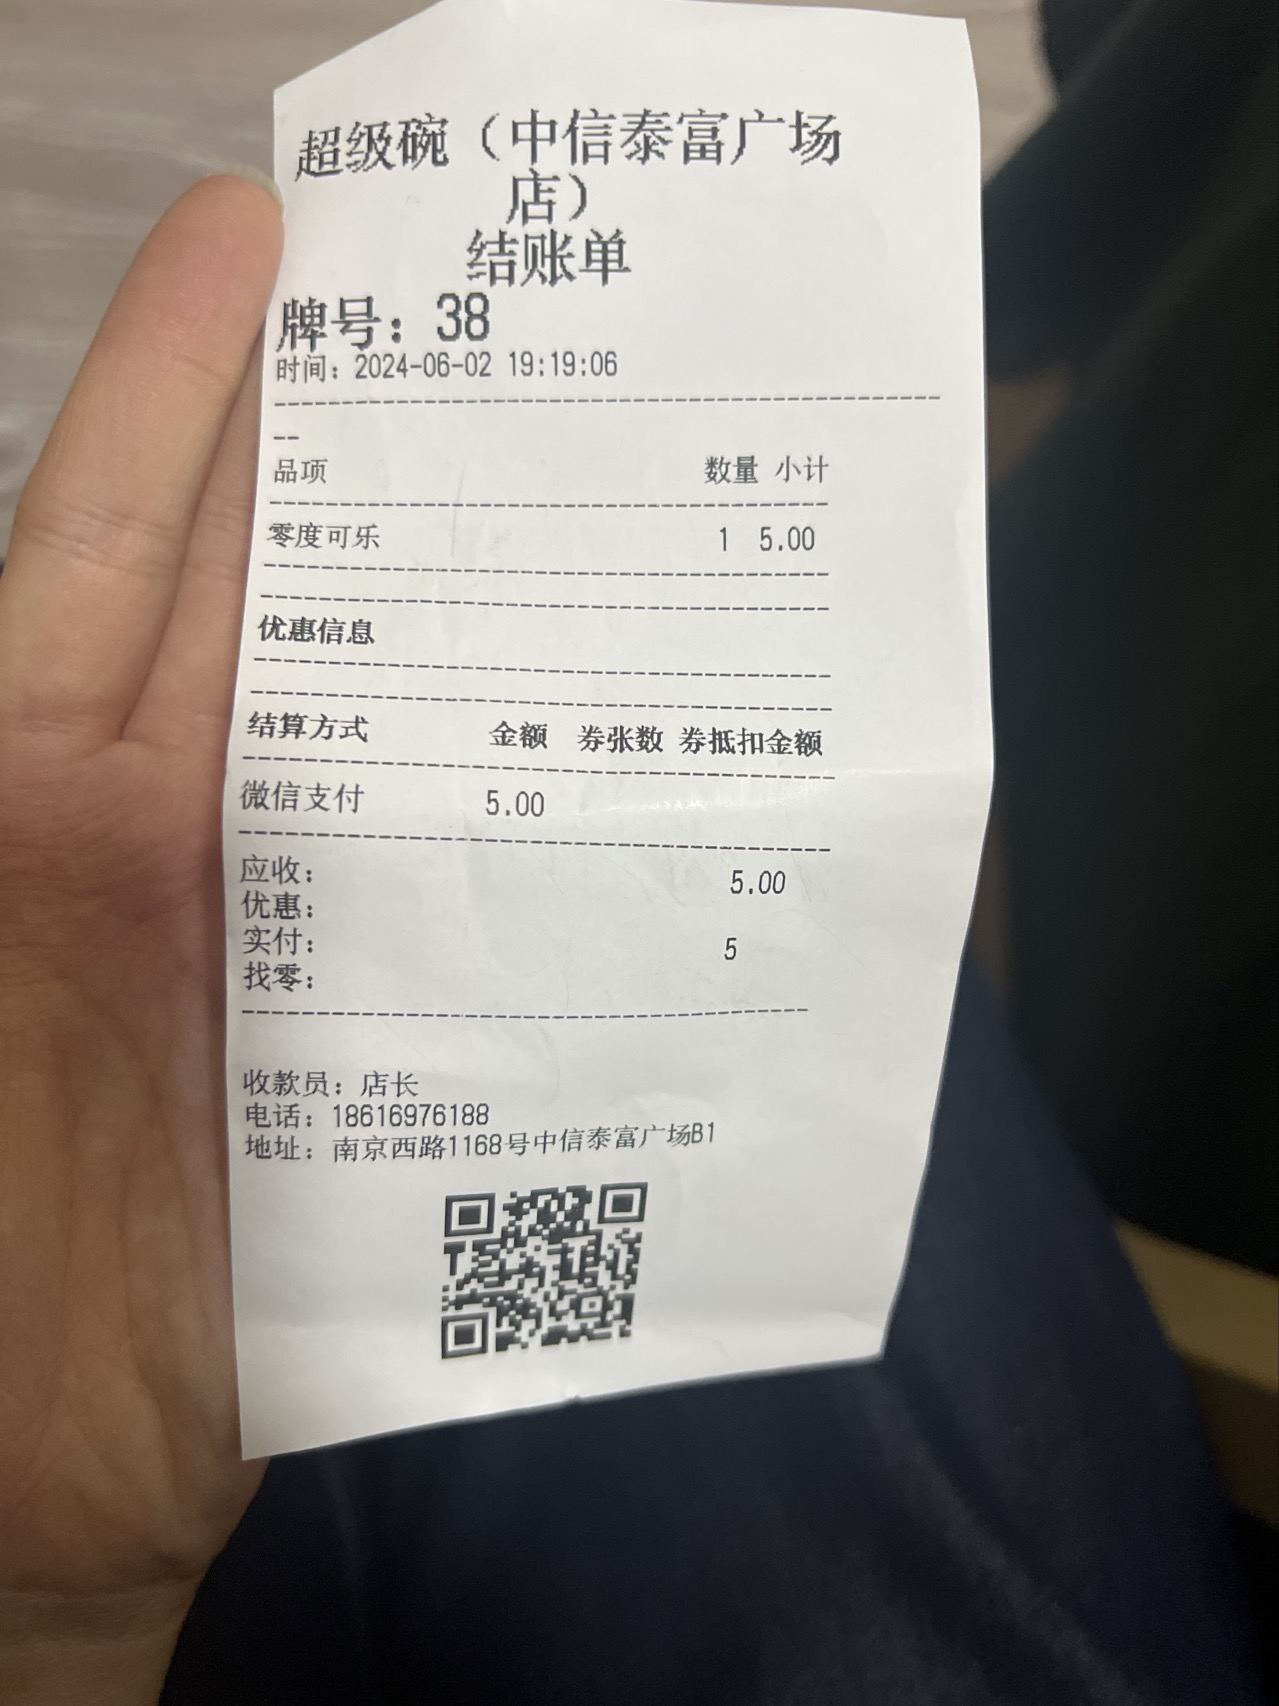 超级碗（中信泰富广场
店）
结账单
牌号：38
时间：2024-06-02 19:19:06
--
品项 数量 小计
零度可乐 1 5.00
优惠信息
结算方式 金额 券张数 券抵扣金额
微信支付 5.00
应收： 5.00
优惠：
实付： 5
找零：
收款员：店长
电话：18616976188
地址：南京西路1168号中信泰富广场B1